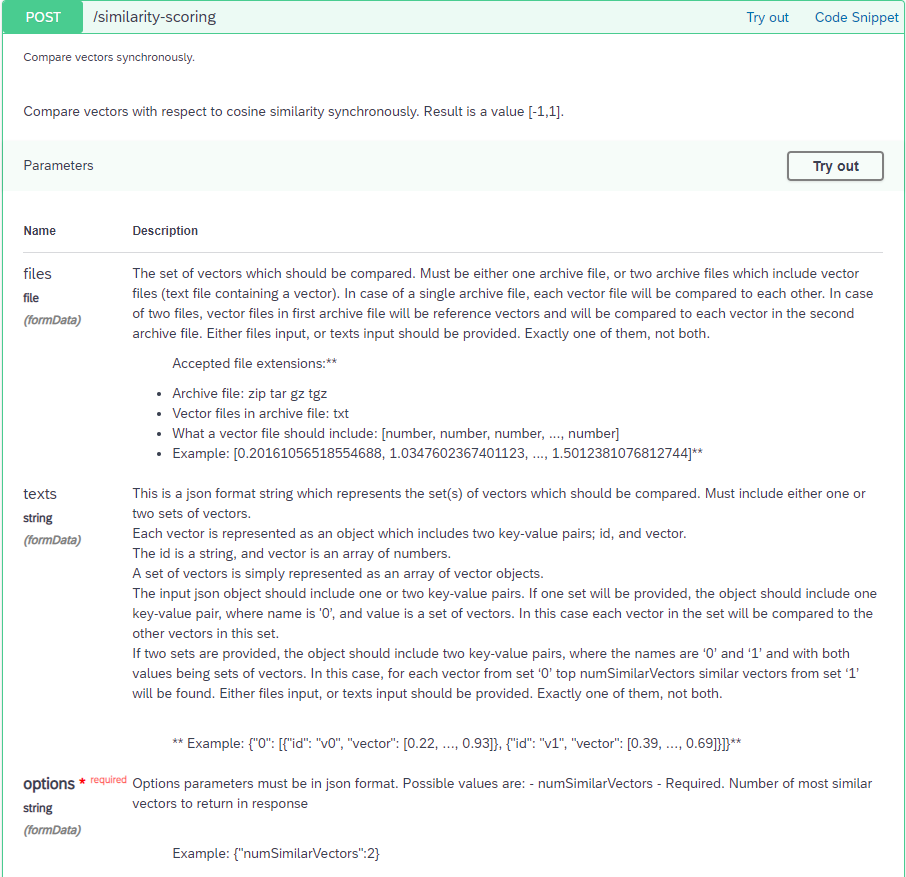 POST /similarity-scoring Try out Code Snippet
Compare vectors synchronously.
Compare vectors with respect to cosine similarity synchronously. Result is a value [-1,1].
Parameters Try out
Name Description
files The set of vectors which should be compared. Must be either one archive file, or two archive files which include vector
file files (text file containing a vector). In case of a single archive file, each vector file will be compared to each other. In case
(formData) of two files, vector files in first archive file will be reference vectors and will be compared to each vector in the second
archive file. Either files input, or texts input should be provided. Exactly one of them, not both.
Accepted file extensions:**
• Archive file: zip tar gz tgz
• Vector files in archive file: txt
• What a vector file should include: [number, number, number, ..., number]
• Example: [0.20161056518554688, 1.0347602367401123, ..., 1.5012381076812744]**
texts This is a json format string which represents the set(s) of vectors which should be compared. Must include either one or
string two sets of vectors.
(formData) Each vector is represented as an object which includes two key-value pairs; id, and vector.
The id is a string, and vector is an array of numbers.
A set of vectors is simply represented as an array of vector objects.
The input json object should include one or two key-value pairs. If one set will be provided, the object should include one
key-value pair, where name is '0', and value is a set of vectors. In this case each vector in the set will be compared to the
other vectors in this set.
If two sets are provided, the object should include two key-value pairs, where the names are ‘0’ and ‘1’ and with both
values being sets of vectors. In this case, for each vector from set ‘0’ top numSimilarVectors similar vectors from set ‘1’
will be found. Either files input, or texts input should be provided. Exactly one of them, not both.
** Example: {"0": [{"id": "v0", "vector": [0.22, ..., 0.93]}, {"id": "v1", "vector": [0.39, ..., 0.69]}]}**
options * required Options parameters must be in json format. Possible values are: - numSimilarVectors - Required. Number of most similar
string vectors to return in response
(formData)
Example: {"numSimilarVectors":2}